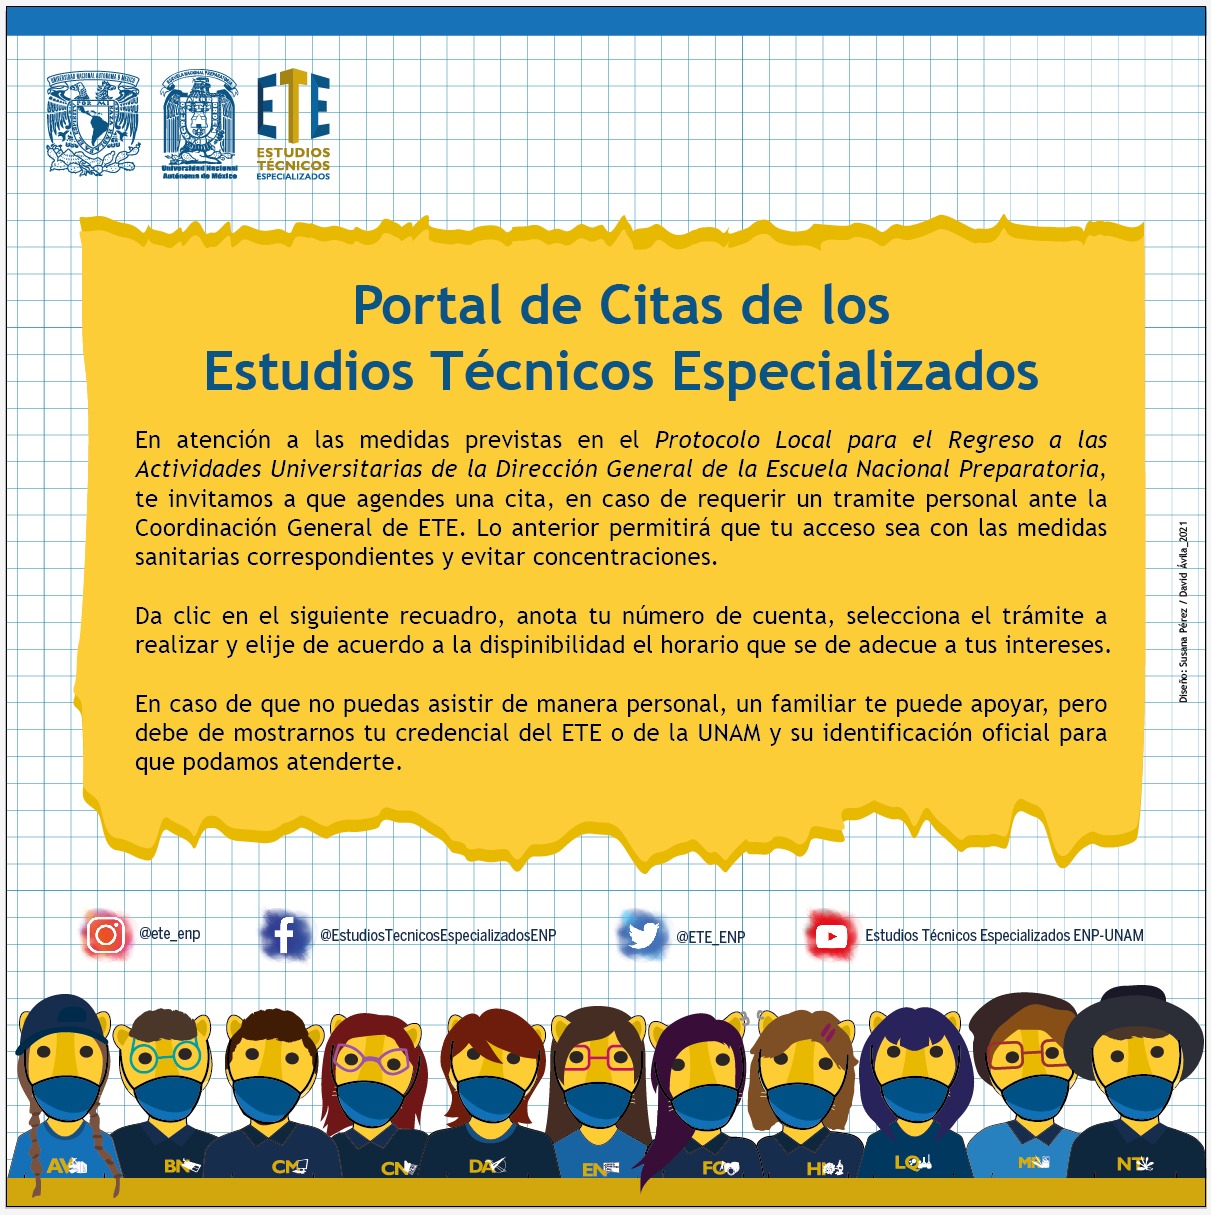 UNIVERSIDAD NACIONAL AUTÓNOMA D MÉXICO
ESCUELA NACIONAL PREPARATORIA
Universidad Nacional
Autónoma de México
ETE
ESTUDIOS
TÉCNICOS
ESPECIALIZADOS
Portal de Citas de los
Estudios Técnicos Especializados
En atención a las medidas previstas en el Protocolo Local para el Regreso a las
Actividades Universitarias de la Dirección General de la Escuela Nacional Preparatoria,
te invitamos a que agendes una cita, en caso de requerir un tramite personal ante la
Coordinación General de ETE. Lo anterior permitirá que tu acceso sea con las medidas
sanitarias correspondientes y evitar concentraciones.
Da clic en el siguiente recuadro, anota tu número de cuenta, selecciona el trámite a
realizar y elije de acuerdo a la dispinibilidad el horario que se de adecue a tus intereses.
En caso de que no puedas asistir de manera personal, un familiar te puede apoyar, pero
debe de mostrarnos tu credencial del ETE o de la UNAM y su identificación oficial para
que podamos atenderte.
Diseño: Susana Pérez / David Ávila_2021
@ete_enp
@EstudiosTecnicosEspecializadosENP
@ETE_ENP
Estudios Técnicos Especializados ENP-UNAM
AV
BN
CM
CN
DA
EN
FO
H
LQ
NT